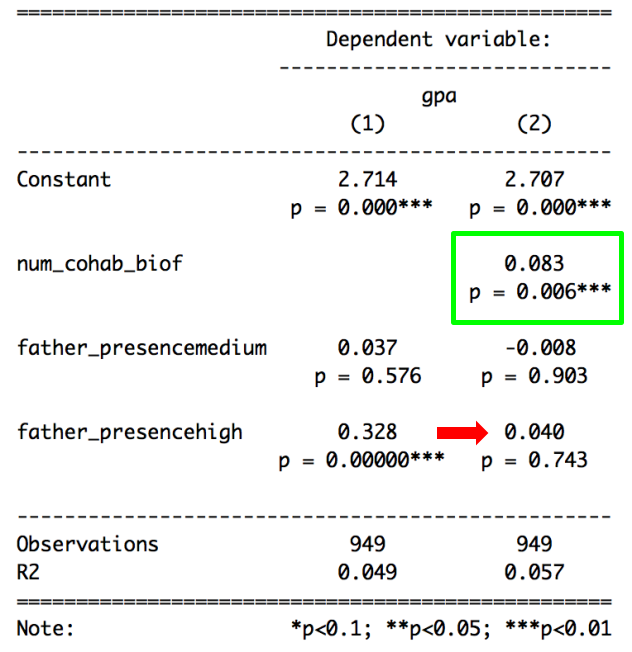 ==================================================
Dependent variable:
----------------------------
gpa
(1) (2)
--------------------------------------------------
Constant 2.714 2.707
p = 0.000*** p = 0.000***
num_cohab_biof 0.083
p = 0.006***
father_presencemedium 0.037 -0.008
p = 0.576 p = 0.903
father_presencehigh 0.328 0.040
p = 0.00000*** p = 0.743
--------------------------------------------------
Observations 949 949
R2 0.049 0.057
==================================================
Note: *p<0.1; **p<0.05; ***p<0.01